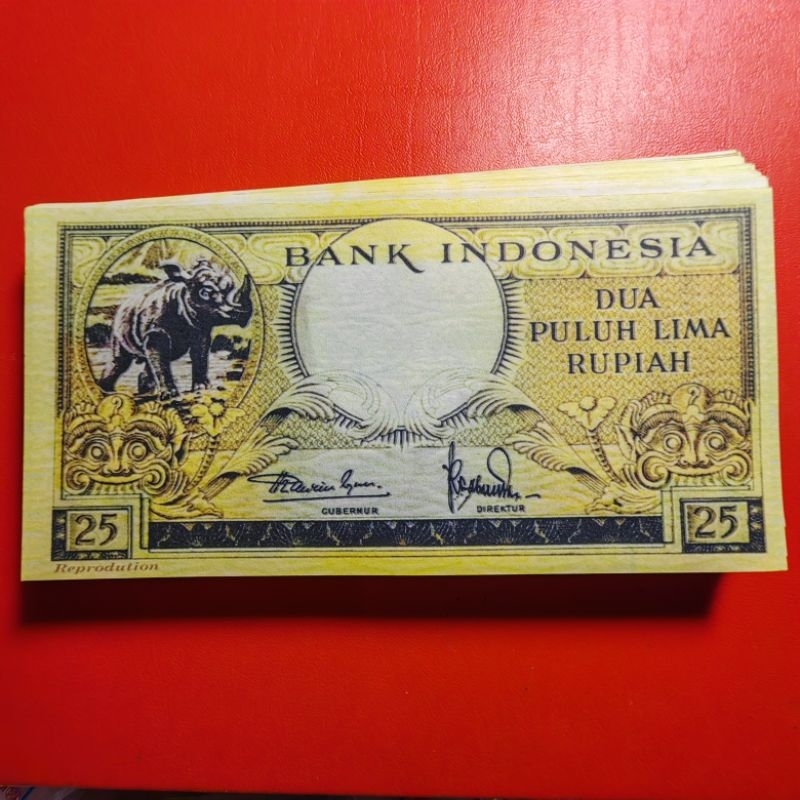 BANK INDONESIA
DUA
PULUH LIMA
RUPIAH
GUBERNUR
DIREKTUR
25
25
Reprodution